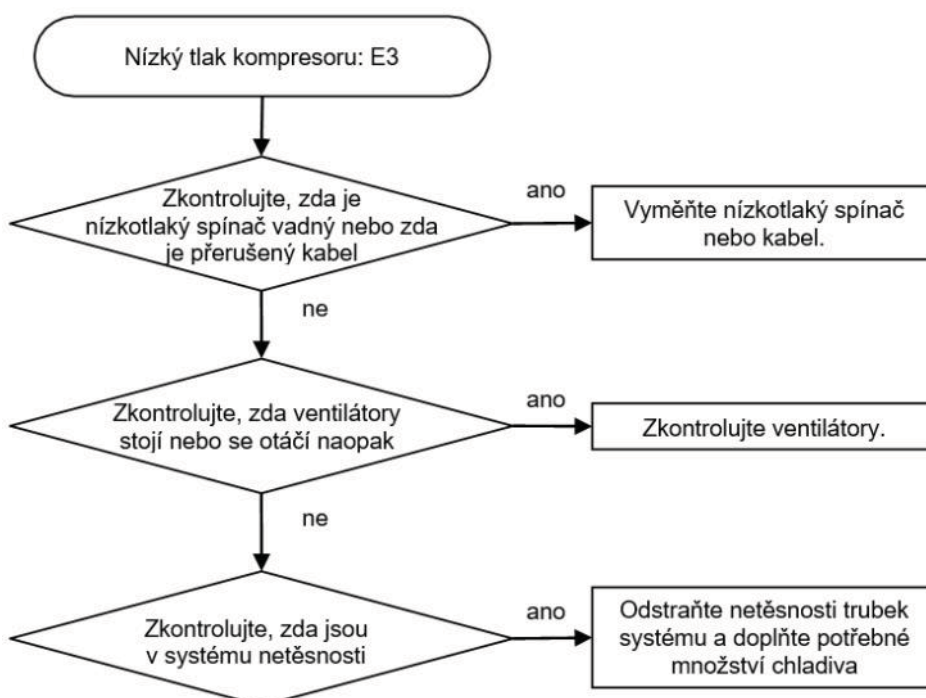 Nízký tlak kompresoru: E3
Zkontrolujte, zda je
nízkotlaký spínač vadný nebo zda
je přerušený kabel
ano
Vyměňte nízkotlaký spínač
nebo kabel.
ne
Zkontrolujte, zda ventilátory
stojí nebo se otáčí naopak
ano
Zkontrolujte ventilátory.
ne
Zkontrolujte, zda jsou
v systému netěsnosti
ano
Odstraňte netěsnosti trubek
systému a doplňte potřebné
množství chladiva